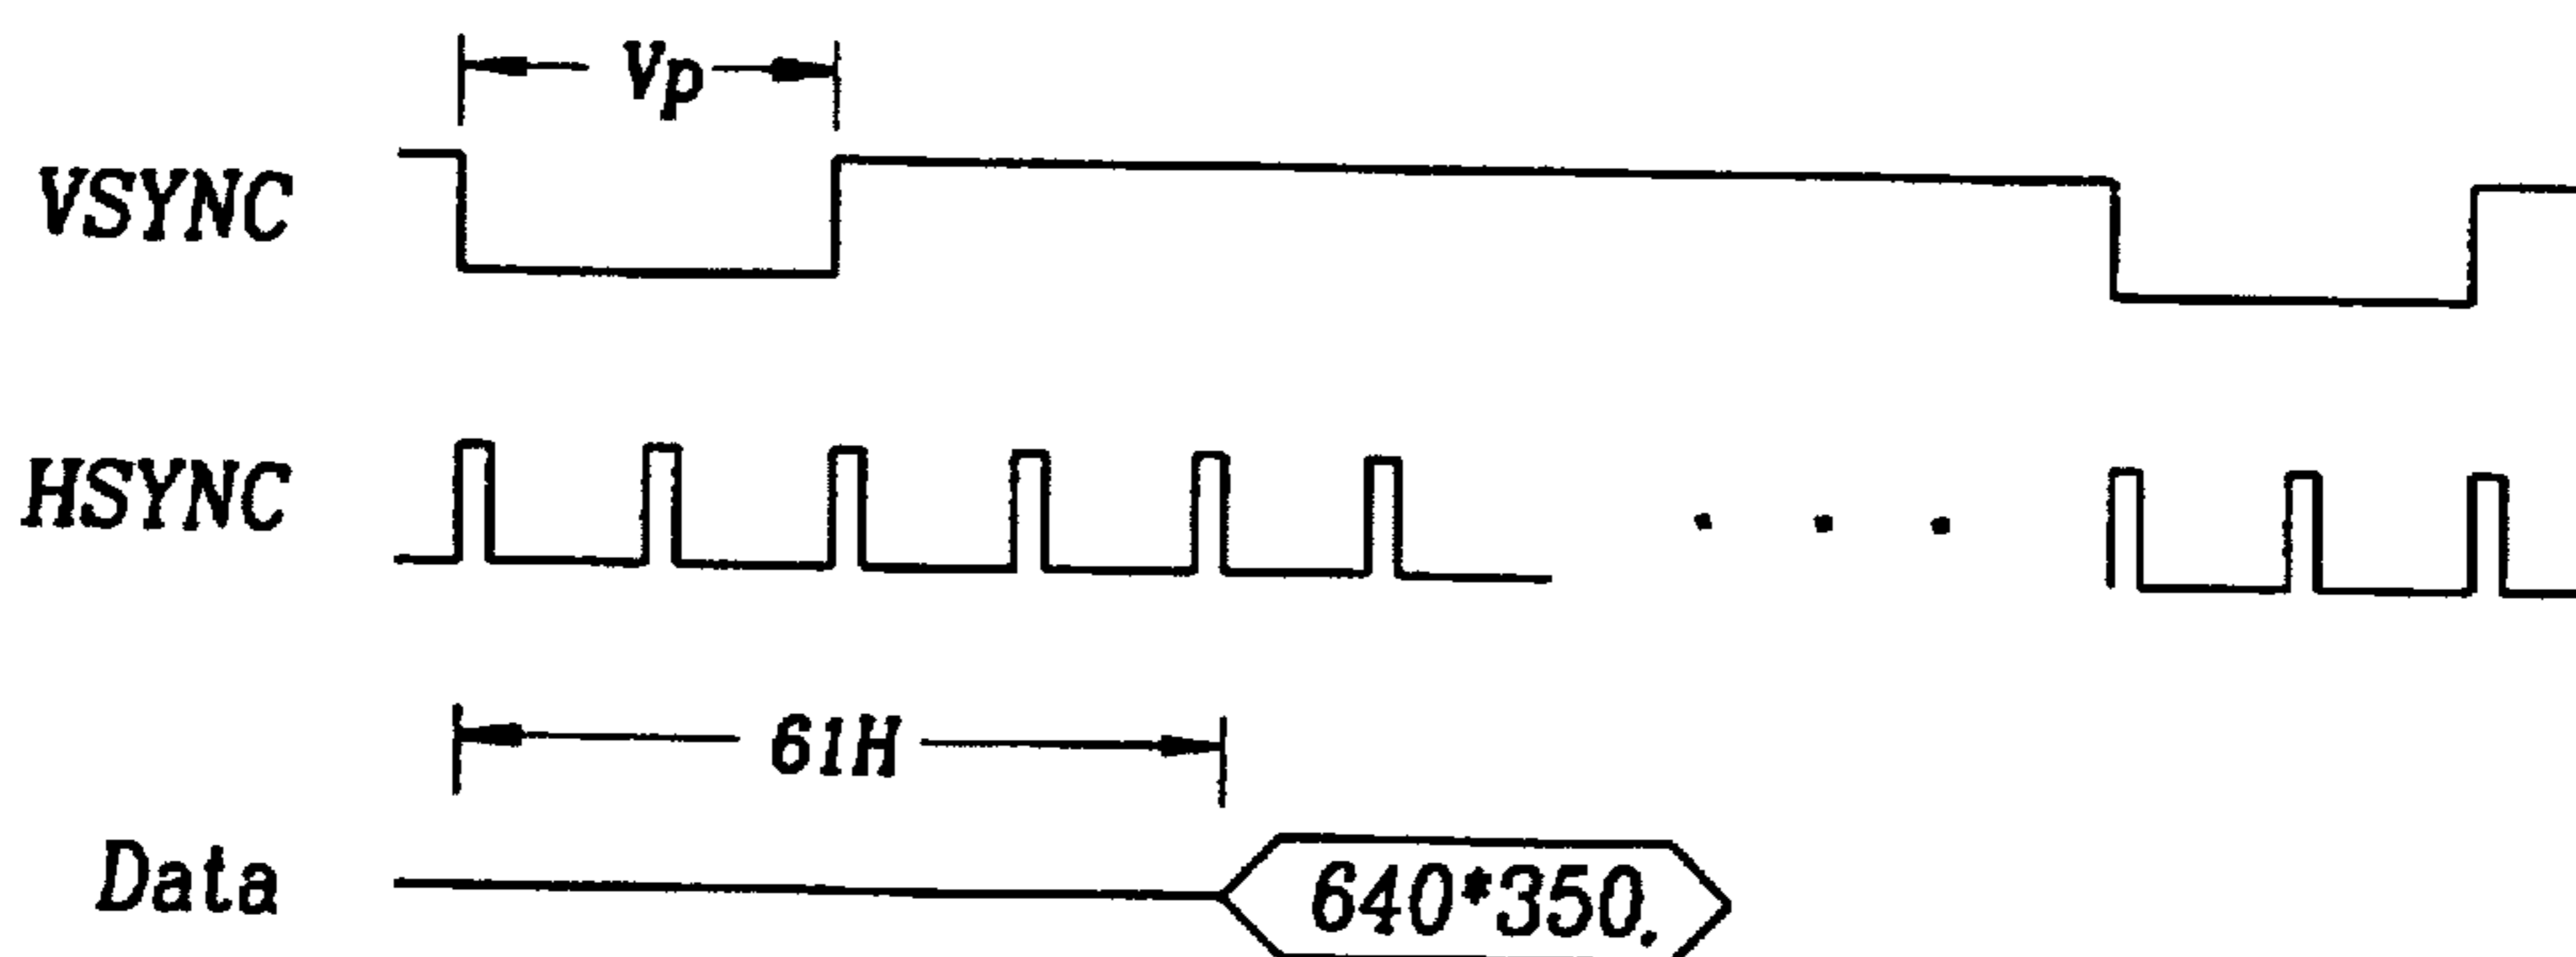 Vp
VSYNC
HSYNC
• • •
61H
Data
640*350.